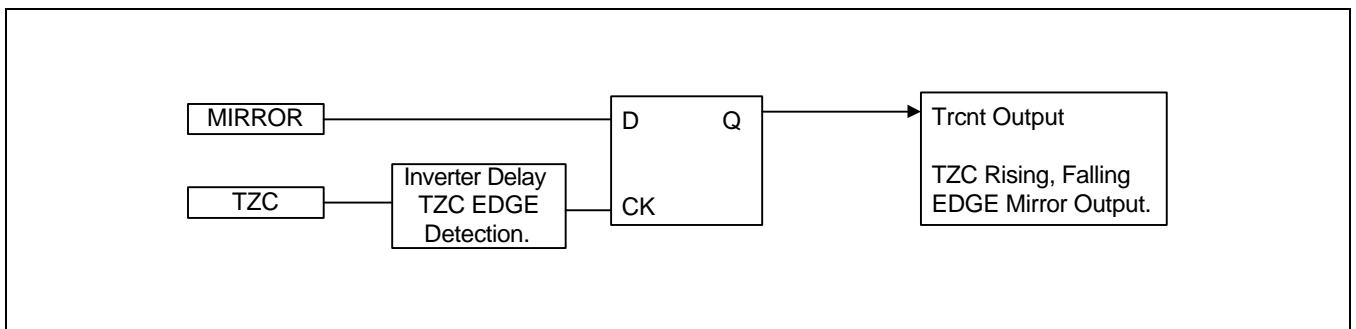 MIRROR
D
Q
Trcnt Output
TZC Rising, Falling
EDGE Mirror Output.
TZC
Inverter Delay
TZC EDGE
Detection.
CK